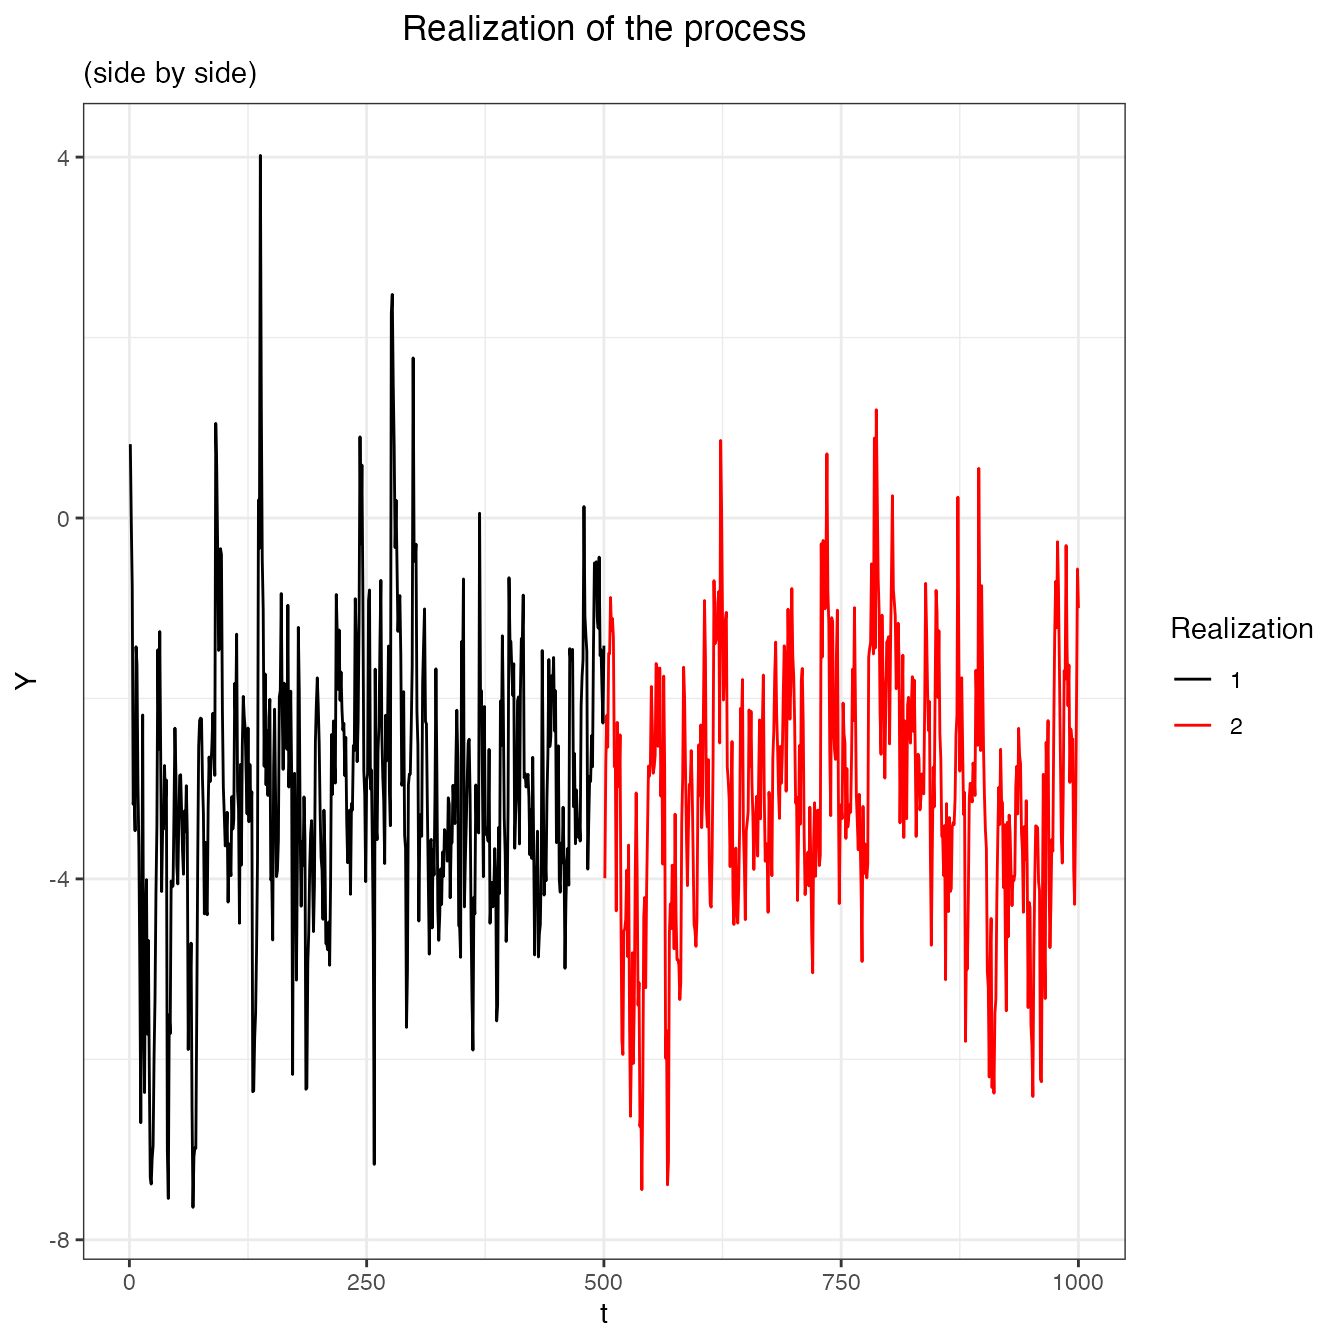 Realization of the process
(side by side)
4
0
-4
-8
Y
0 250 500 750 1000
t
Realization
1
2